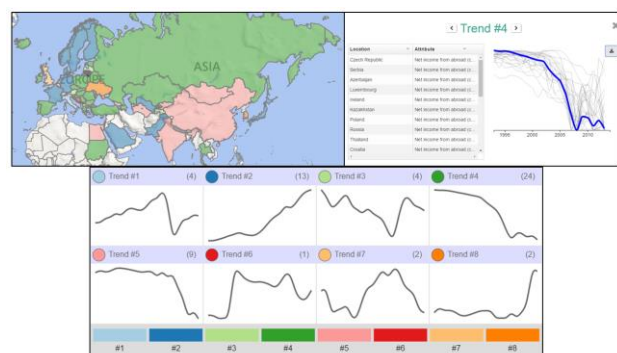 EUROPE
ASIA
Trend #4
Location Attribute
Czech Republic Net income from abroad (c...
Serbia Net income from abroad (c...
Azerbaijan Net income from abroad (c...
Luxembourg Net income from abroad (c...
Ireland Net income from abroad (c...
Kazakhstan Net income from abroad (c...
Poland Net income from abroad (c...
Russia Net income from abroad (c...
Thailand Net income from abroad (c...
Croatia Net income from abroad (c...
1995 2000 2005 2010
Trend #1 (4) Trend #2 (13) Trend #3 (4) Trend #4 (24)
Trend #5 (9) Trend #6 (1) Trend #7 (2) Trend #8 (2)
#1 #2 #3 #4 #5 #6 #7 #8